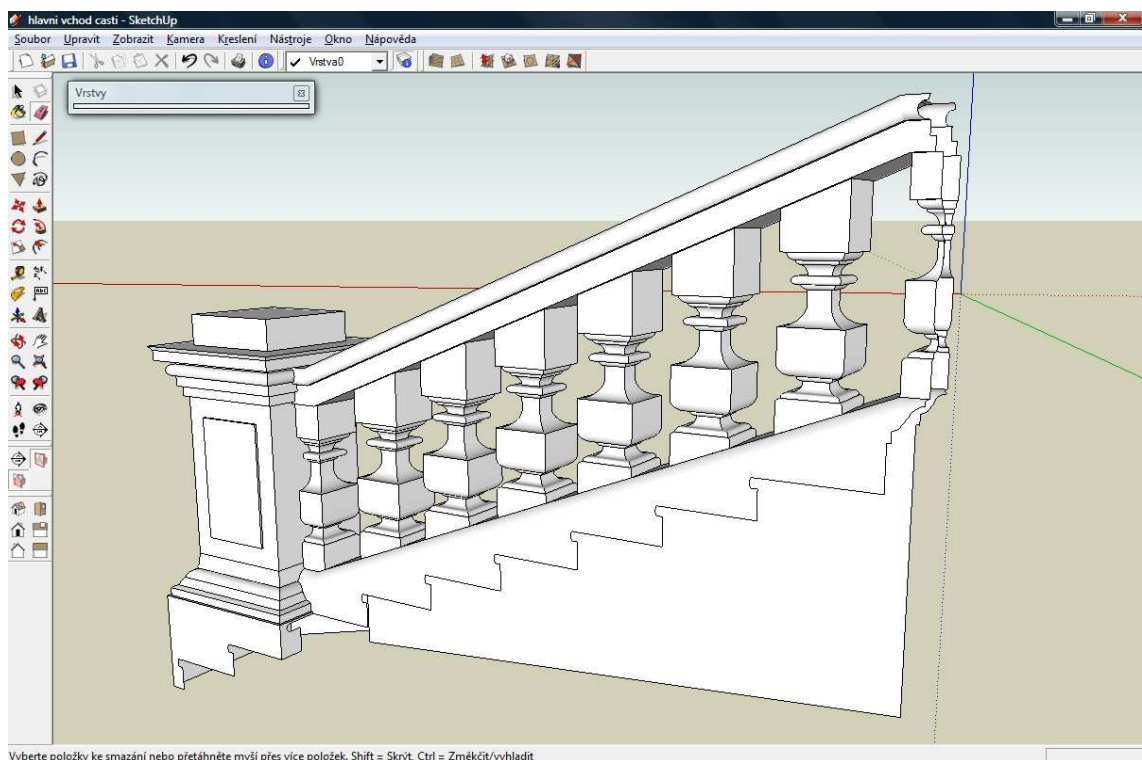 hlavni vchod casti - SketchUp
Soubor Upravit Zobrazit Kamera Kreslení Nástroje Okno Nápověda
Vrstva0
Vrstvy
Vyberte položky ke smazání nebo přetáhněte myší přes více položek. Shift = Skrýt, Ctrl = Změkčit/vyhladit